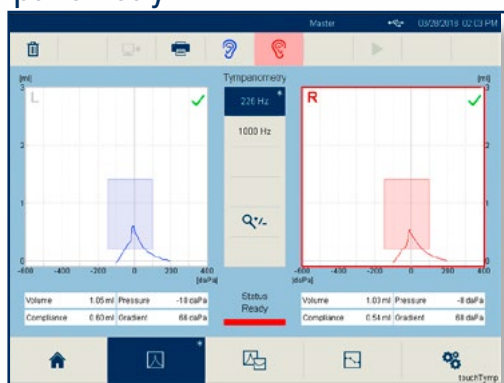 Master 03/28/2018 02:03 PM
[ml] Tympanometry [ml]
L 226 Hz * R
1000 Hz
3 3
2 2
1 1
0 0
-600 -400 -200 0 200 400 -600 -400 -200 0 200 400
[daPa] [daPa]
+/-
Volume 1.05 ml Pressure -10 daPa
Compliance 0.60 ml Gradient 68 daPa
Status
Ready
Volume 1.03 ml Pressure -8 daPa
Compliance 0.54 ml Gradient 68 daPa
*
touchTymp